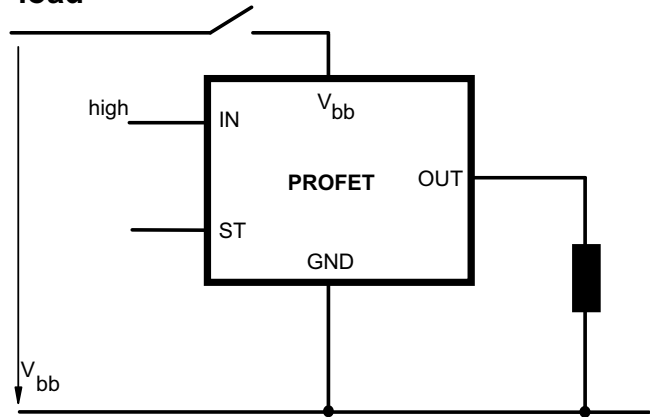 load
high
IN
V bb
PROFET
OUT
ST
GND
V bb